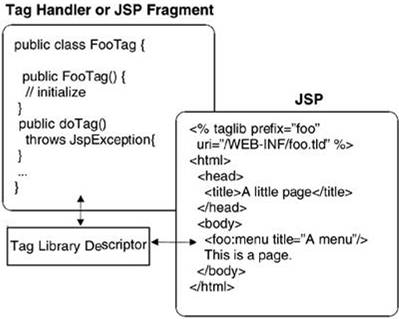 Tag Handler or JSP Fragment
public class FooTag {
public FooTag() {
// initialize
}
public doTag()
throws JspException{
}
...
}
Tag Library Descriptor
JSP
<% taglib prefix="foo"
uri="/WEB-INF/foo.tld" %>
<html>
<head>
<title>A little page</title>
</head>
<body>
<foo:menu title="A menu"/>
This is a page.
</body>
</html>